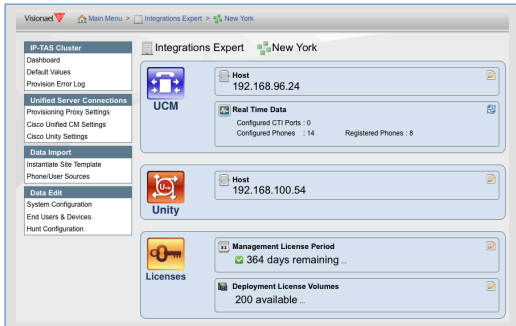 Visionael Main Menu > Integrations Expert > New York
IP-TAS Cluster
Dashboard
Default Values
Provision Error Log
Unified Server Connections
Provisioning Proxy Settings
Cisco Unified CM Settings
Cisco Unity Settings
Data Import
Instantiate Site Template
Phone/User Sources
Data Edit
System Configuration
End Users & Devices
Hunt Configuration
Integrations Expert New York
UCM
Host
192.168.96.24
Real Time Data
Configured CTI Ports : 0
Configured Phones : 14 Registered Phones : 8
Unity
Host
192.168.100.54
Licenses
31 Management License Period
364 days remaining ...
Deployment License Volumes
200 available ...